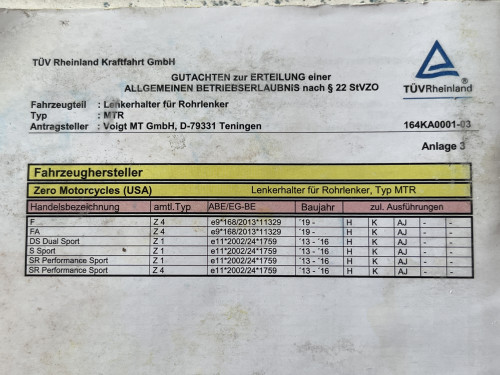 TÜV Rheinland Kraftfahrt GmbH
GUTACHTEN zur ERTEILUNG einer
ALLGEMEINEN BETRIEBSERLAUBNIS nach § 22 StVZO
TÜVRheinland®
Fahrzeugteil : Lenkerhalter für Rohrlenker
Typ : MTR
Antragsteller : Voigt MT GmbH, D-79331 Teningen
164KA0001-03
Anlage 3
Fahrzeughersteller
Zero Motorcycles (USA) Lenkerhalter für Rohrlenker, Typ MTR
Handelsbezeichnung amtl.Typ ABE/EG-BE Baujahr zul. Ausführungen
F Z 4 e9*168/2013*11329 ´19 - H K AJ - -
FA Z 4 e9*168/2013*11329 ´19 - H K AJ - -
DS Dual Sport Z 1 e11*2002/24*1759 ´13 - ´16 H K AJ - -
S Sport Z 1 e11*2002/24*1759 ´13 - ´16 H K AJ - -
SR Performance Sport Z 1 e11*2002/24*1759 ´13 - ´16 H K AJ - -
SR Performance Sport Z 4 e11*2002/24*1759 ´13 - ´16 H K AJ - -